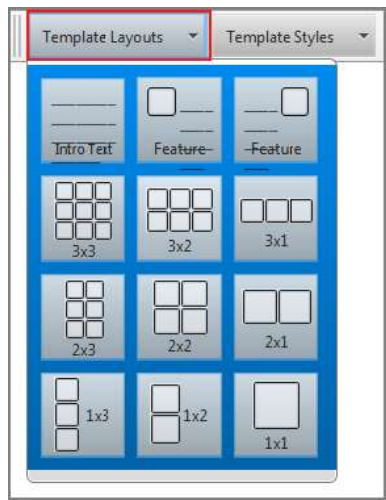 Template Layouts Template Styles
Intro Text Feature Feature
3x3 3x2 3x1
2x3 2x2 2x1
1x3 1x2 1x1